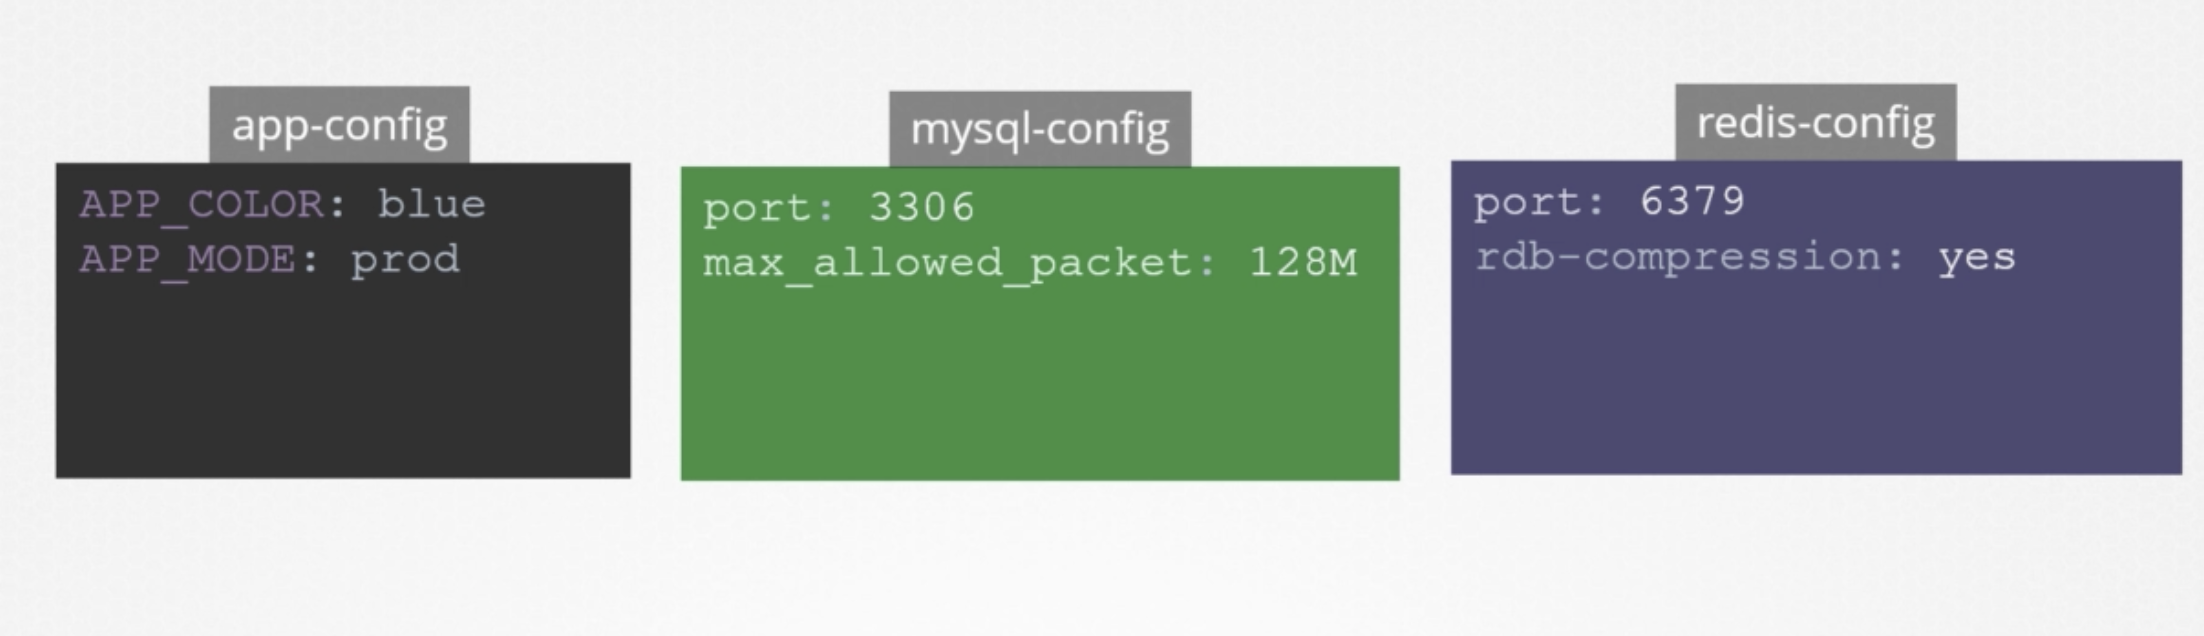 app-config
APP_COLOR: blue
APP_MODE: prod
mysql-config
port: 3306
max_allowed_packet: 128M
redis-config
port: 6379
rdb-compression: yes